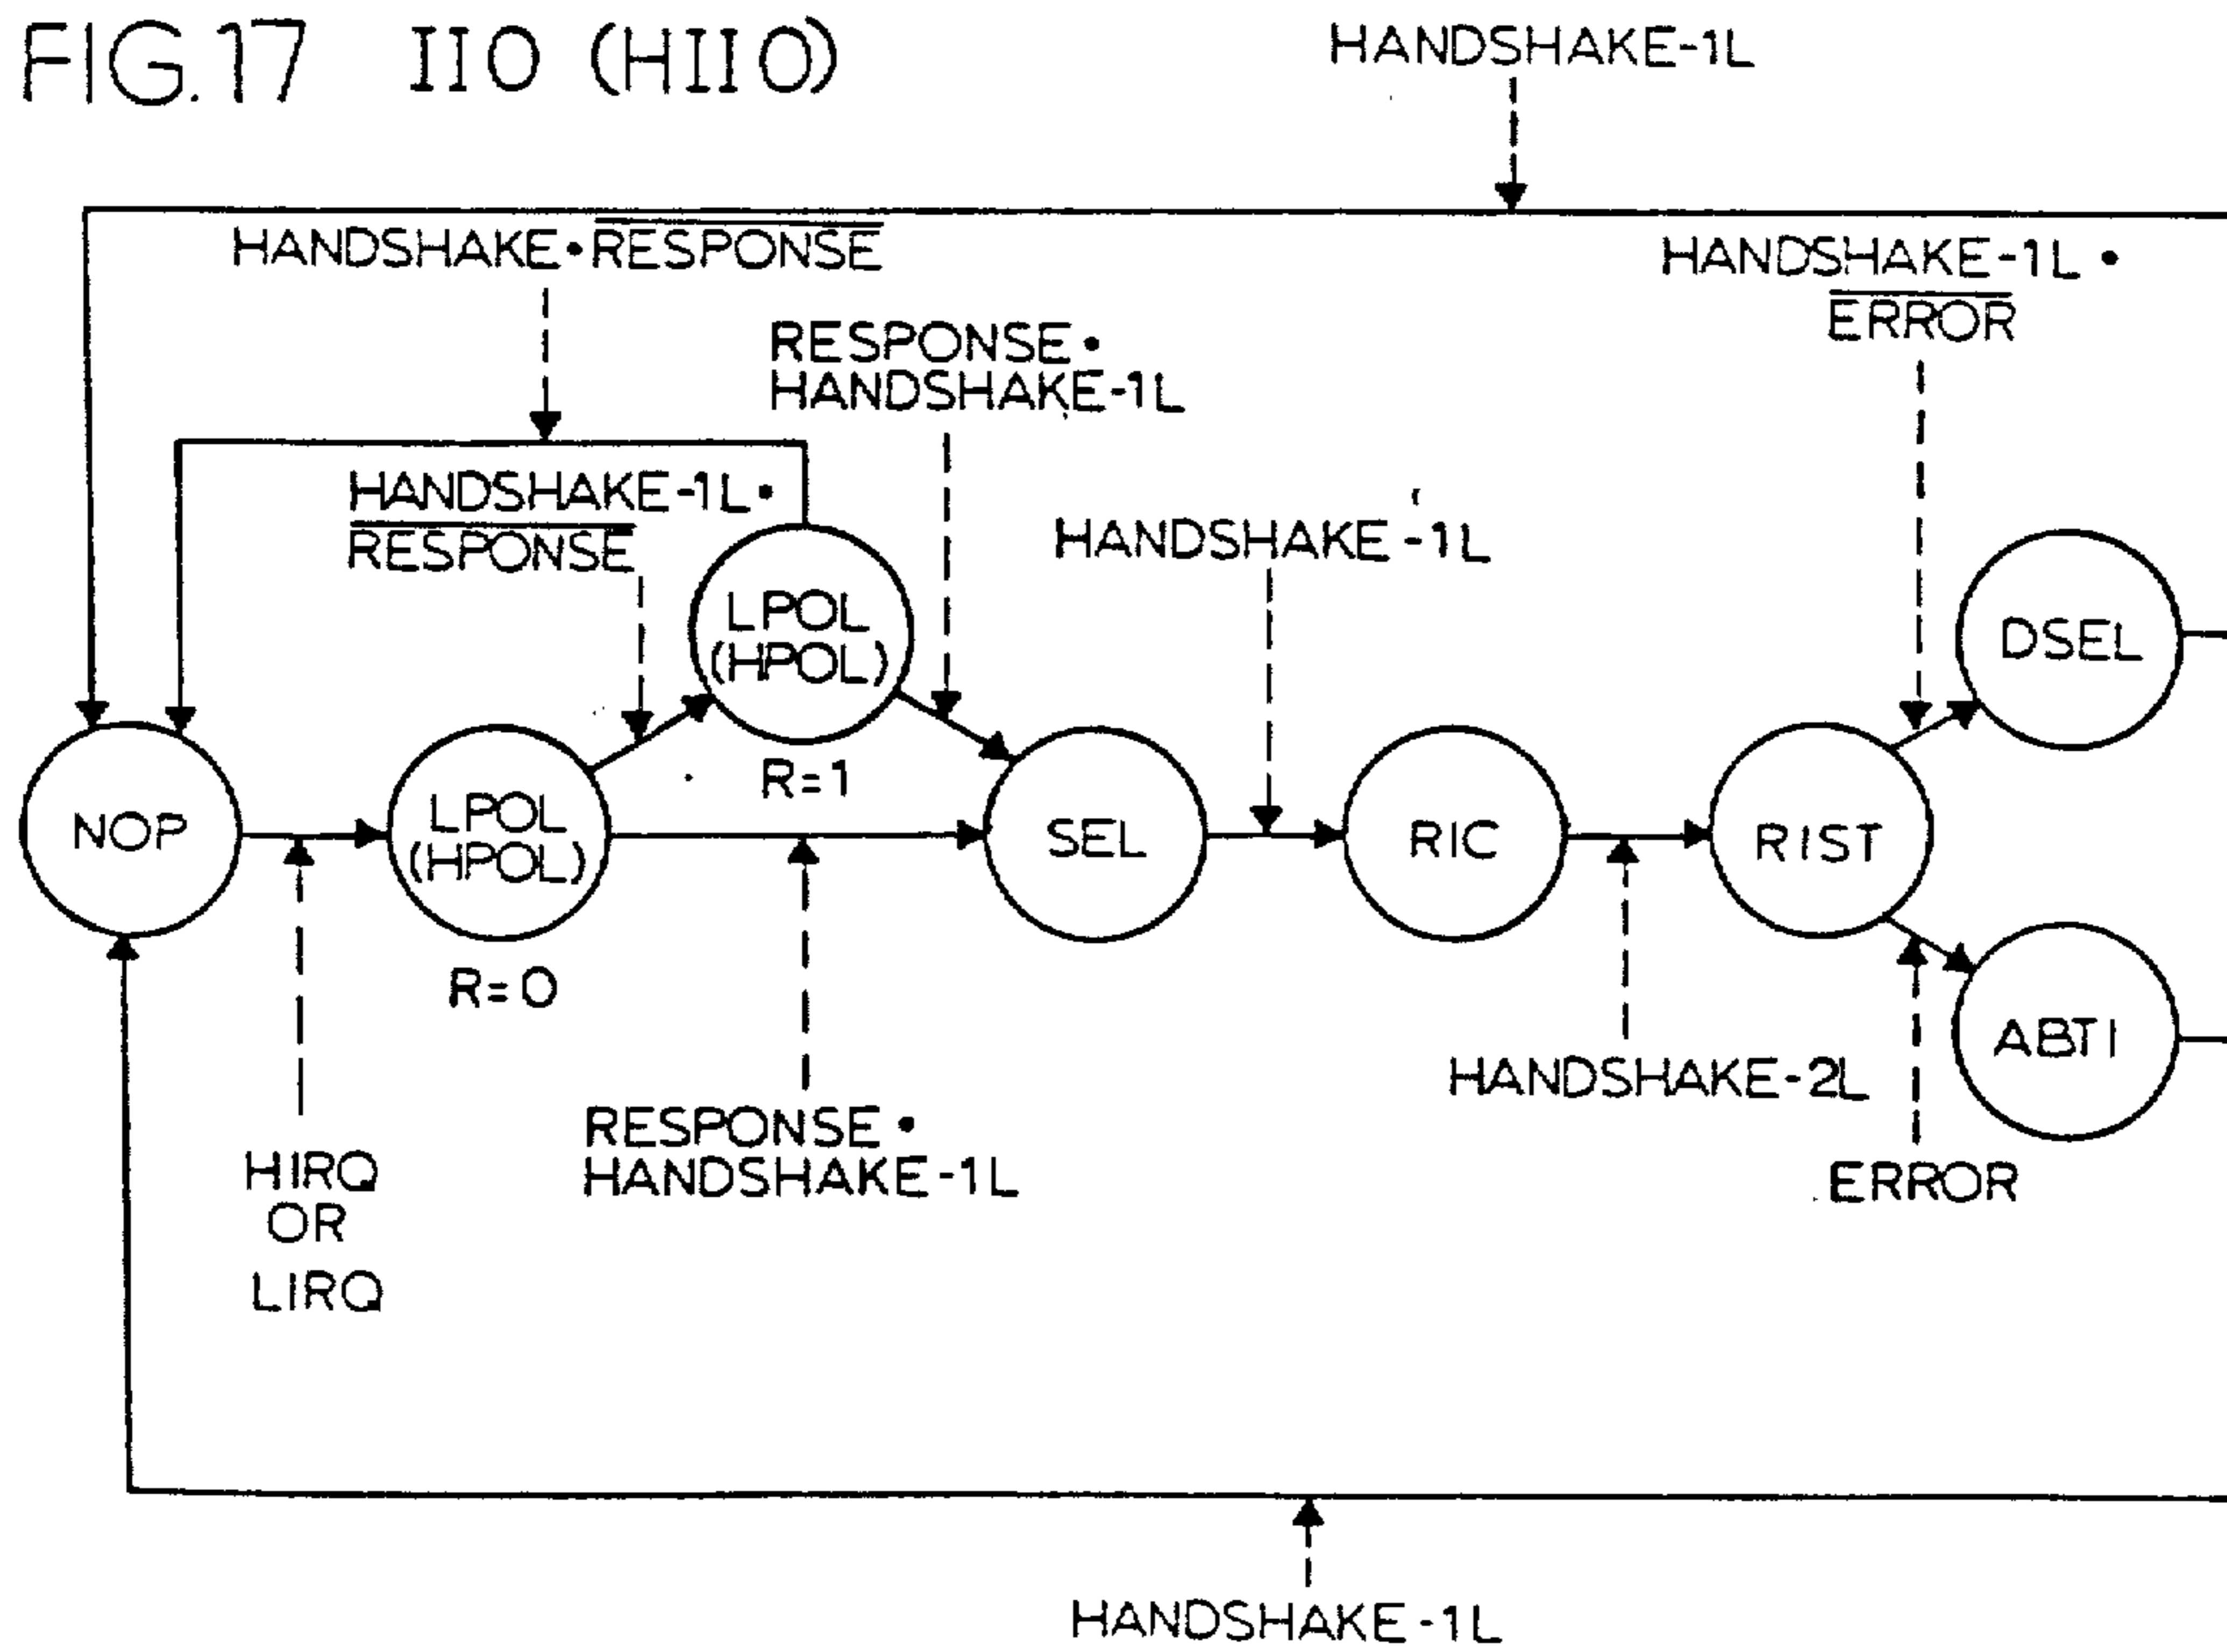 FIG.17 IIO (HIIO)
HANDSHAKE-1L
HANDSHAKE•RESPONSE
HANDSHAKE-1L •
ERROR
RESPONSE •
HANDSHAKE-1L
HANDSHAKE-1L•
RESPONSE
HANDSHAKE-1L
LPOL
(HPOL)
R=1
DSEL
NOP
LPOL
(HPOL)
R=0
SEL
RIC
RIST
ABTI
HANDSHAKE-2L
RESPONSE •
HANDSHAKE-1L
HIRQ
OR
LIRQ
ERROR
HANDSHAKE-1L